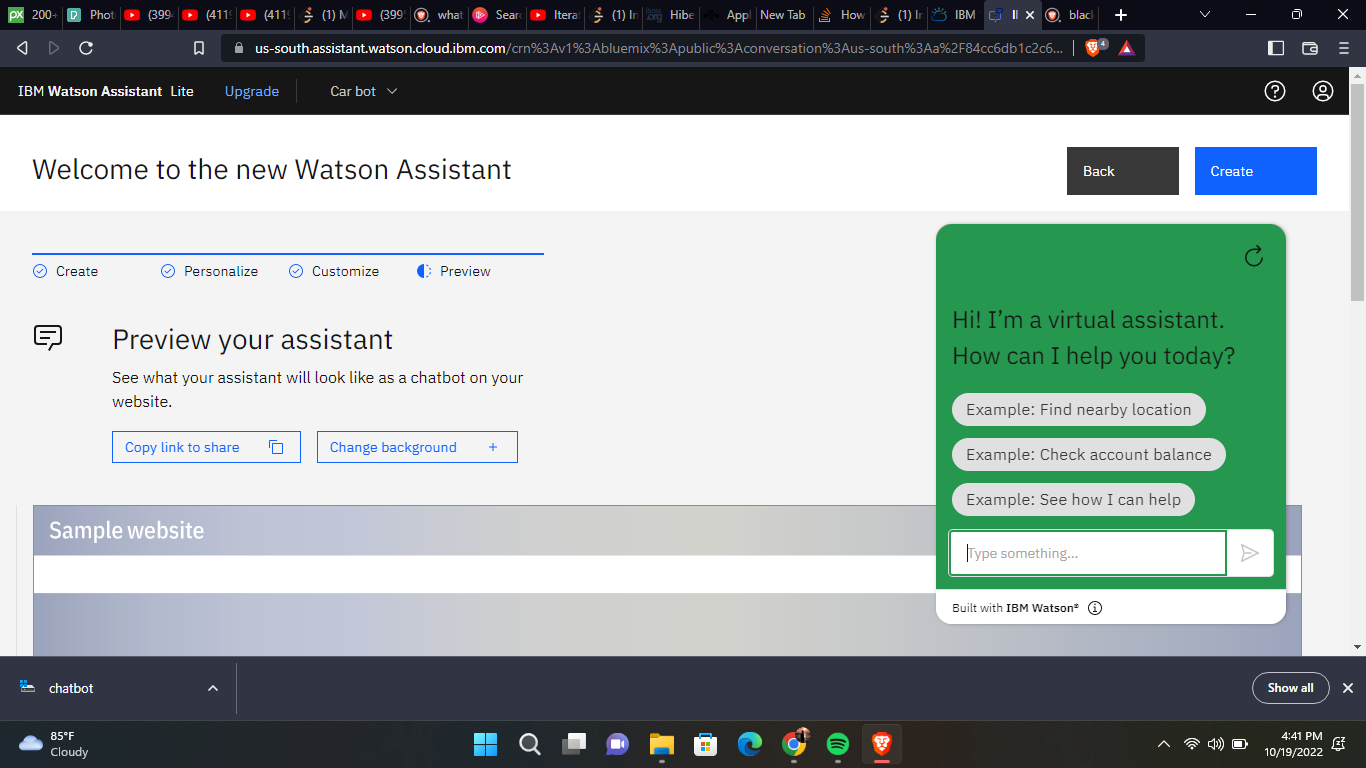 200+
Phot
(399
(411
(411
(1) M
(399
what
Sear
Itera
(1) In
Hibe
Appl
New Tab
How
(1) In
IBM
blac
us-south.assistant.watson.cloud.ibm.com/crn%3Av1%3Abluemix%3Apublic%3Aconversation%3Aus-south%3Aa%2F84cc6db1c2c6...
4
IBM Watson Assistant Lite Upgrade Car bot
Welcome to the new Watson Assistant
Back
Create
Create Personalize Customize Preview
Preview your assistant
See what your assistant will look like as a chatbot on your
website.
Copy link to share
Change background +
Sample website
Hi! I'm a virtual assistant.
How can I help you today?
Example: Find nearby location
Example: Check account balance
Example: See how I can help
Type something...
Built with IBM Watson®
chatbot
Show all
85°F
Cloudy
4:41 PM
10/19/2022